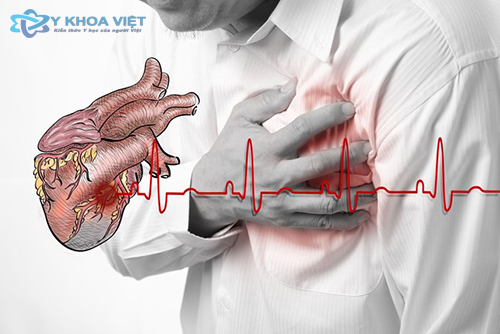 Y KHOA VIỆT
Kiến thức Y học của người Việt